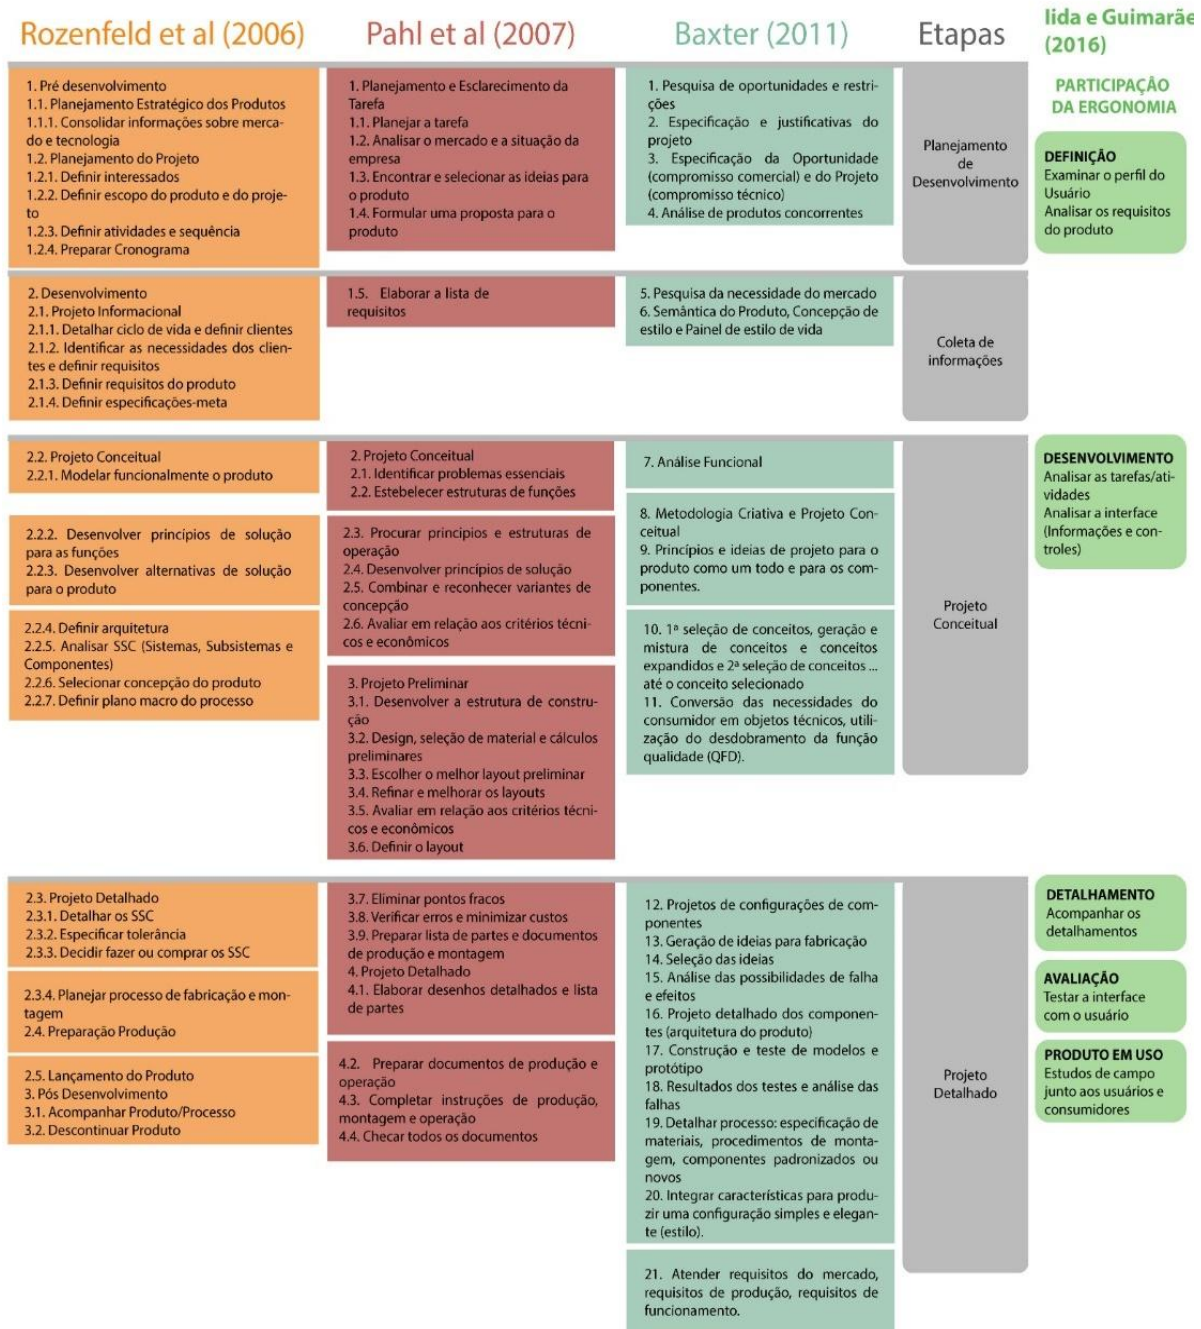 Rozenfeld et al (2006)
Pahl et al (2007)
Baxter (2011)
Etapas
Iida e Guimarãe
(2016)
PARTICIPAÇÃO
DA ERGONOMIA
1. Pré desenvolvimento
1.1. Planejamento Estratégico dos Produtos
1.1.1. Consolidar informações sobre merca-
do e tecnologia
1.2. Planejamento do Projeto
1.2.1. Definir interessados
1.2.2. Definir escopo do produto e do proje-
to
1.2.3. Definir atividades e sequência
1.2.4. Preparar Cronograma
1. Planejamento e Esclarecimento da
Tarefa
1.1. Planejar a tarefa
1.2. Analisar o mercado e a situação da
empresa
1.3. Encontrar e selecionar as ideias para
o produto
1.4. Formular uma proposta para o
produto
1. Pesquisa de oportunidades e restri-
ções
2. Especificação e justificativas do
projeto
3. Especificação da Oportunidade
(compromisso comercial) e do Projeto
(compromisso técnico)
4. Análise de produtos concorrentes
Planejamento
de
Desenvolvimento
DEFINIÇÃO
Examinar o perfil do
Usuário
Analisar os requisitos
do produto
2. Desenvolvimento
2.1. Projeto Informacional
2.1.1. Detalhar ciclo de vida e definir clientes
2.1.2. Identificar as necessidades dos clien-
tes e definir requisitos
2.1.3. Definir requisitos do produto
2.1.4. Definir especificações-meta
1.5. Elaborar a lista de
requisitos
5. Pesquisa da necessidade do mercado
6. Semântica do Produto, Concepção de
estilo e Painel de estilo de vida
Coleta de
informações
2.2. Projeto Conceitual
2.2.1. Modelar funcionalmente o produto
2.2.2. Desenvolver princípios de solução
para as funções
2.2.3. Desenvolver alternativas de solução
para o produto
2.2.4. Definir arquitetura
2.2.5. Analisar SSC (Sistemas, Subsistemas e
Componentes)
2.2.6. Selecionar concepção do produto
2.2.7. Definir plano macro do processo
2. Projeto Conceitual
2.1. Identificar problemas essenciais
2.2. Estebelecer estruturas de funções
2.3. Procurar princípios e estruturas de
operação
2.4. Desenvolver princípios de solução
2.5. Combinar e reconhecer variantes de
concepção
2.6. Avaliar em relação aos critérios técni-
cos e econômicos
3. Projeto Preliminar
3.1. Desenvolver a estrutura de constru-
ção
3.2. Design, seleção de material e cálculos
preliminares
3.3. Escolher o melhor layout preliminar
3.4. Refinar e melhorar os layouts
3.5. Avaliar em relação aos critérios técni-
cos e econômicos
3.6. Definir o layout
7. Análise Funcional
8. Metodologia Criativa e Projeto Con-
ceitual
9. Princípios e ideias de projeto para o
produto como um todo e para os com-
ponentes.
10. 1ª seleção de conceitos, geração e
mistura de conceitos e conceitos
expandidos e 2ª seleção de conceitos ...
até o conceito selecionado
11. Conversão das necessidades do
consumidor em objetos técnicos, utili-
zação do desdobramento da função
qualidade (QFD).
Projeto
Conceitual
DESENVOLVIMENTO
Analisar as tarefas/ati-
vidades
Analisar a interface
(Informações e con-
troles)
2.3. Projeto Detalhado
2.3.1. Detalhar os SSC
2.3.2. Especificar tolerância
2.3.3. Decidir fazer ou comprar os SSC
2.3.4. Planejar processo de fabricação e mon-
tagem
2.4. Preparação Produção
2.5. Lançamento do Produto
3. Pós Desenvolvimento
3.1. Acompanhar Produto/Processo
3.2. Descontinuar Produto
3.7. Eliminar pontos fracos
3.8. Verificar erros e minimizar custos
3.9. Preparar lista de partes e documentos
de produção e montagem
4. Projeto Detalhado
4.1. Elaborar desenhos detalhados e lista
de partes
4.2. Preparar documentos de produção e
operação
4.3. Completar instruções de produção,
montagem e operação
4.4. Checar todos os documentos
12. Projetos de configurações de com-
ponentes
13. Geração de ideias para fabricação
14. Seleção das ideias
15. Análise das possibilidades de falha
e efeitos
16. Projeto detalhado dos componen-
tes (arquitetura do produto)
17. Construção e teste de modelos e
protótipo
18. Resultados dos testes e análise das
falhas
19. Detalhar processo: especificação de
materiais, procedimentos de monta-
gem, componentes padronizados ou
novos
20. Integrar características para produ-
zir uma configuração simples e elegan-
te (estilo).
21. Atender requisitos do mercado,
requisitos de produção, requisitos de
funcionamento.
Projeto
Detalhado
DETALHAMENTO
Acompanhar os
detalhamentos
AVALIAÇÃO
Testar a interface
com o usuário
PRODUTO EM USO
Estudos de campo
junto aos usuários e
consumidores